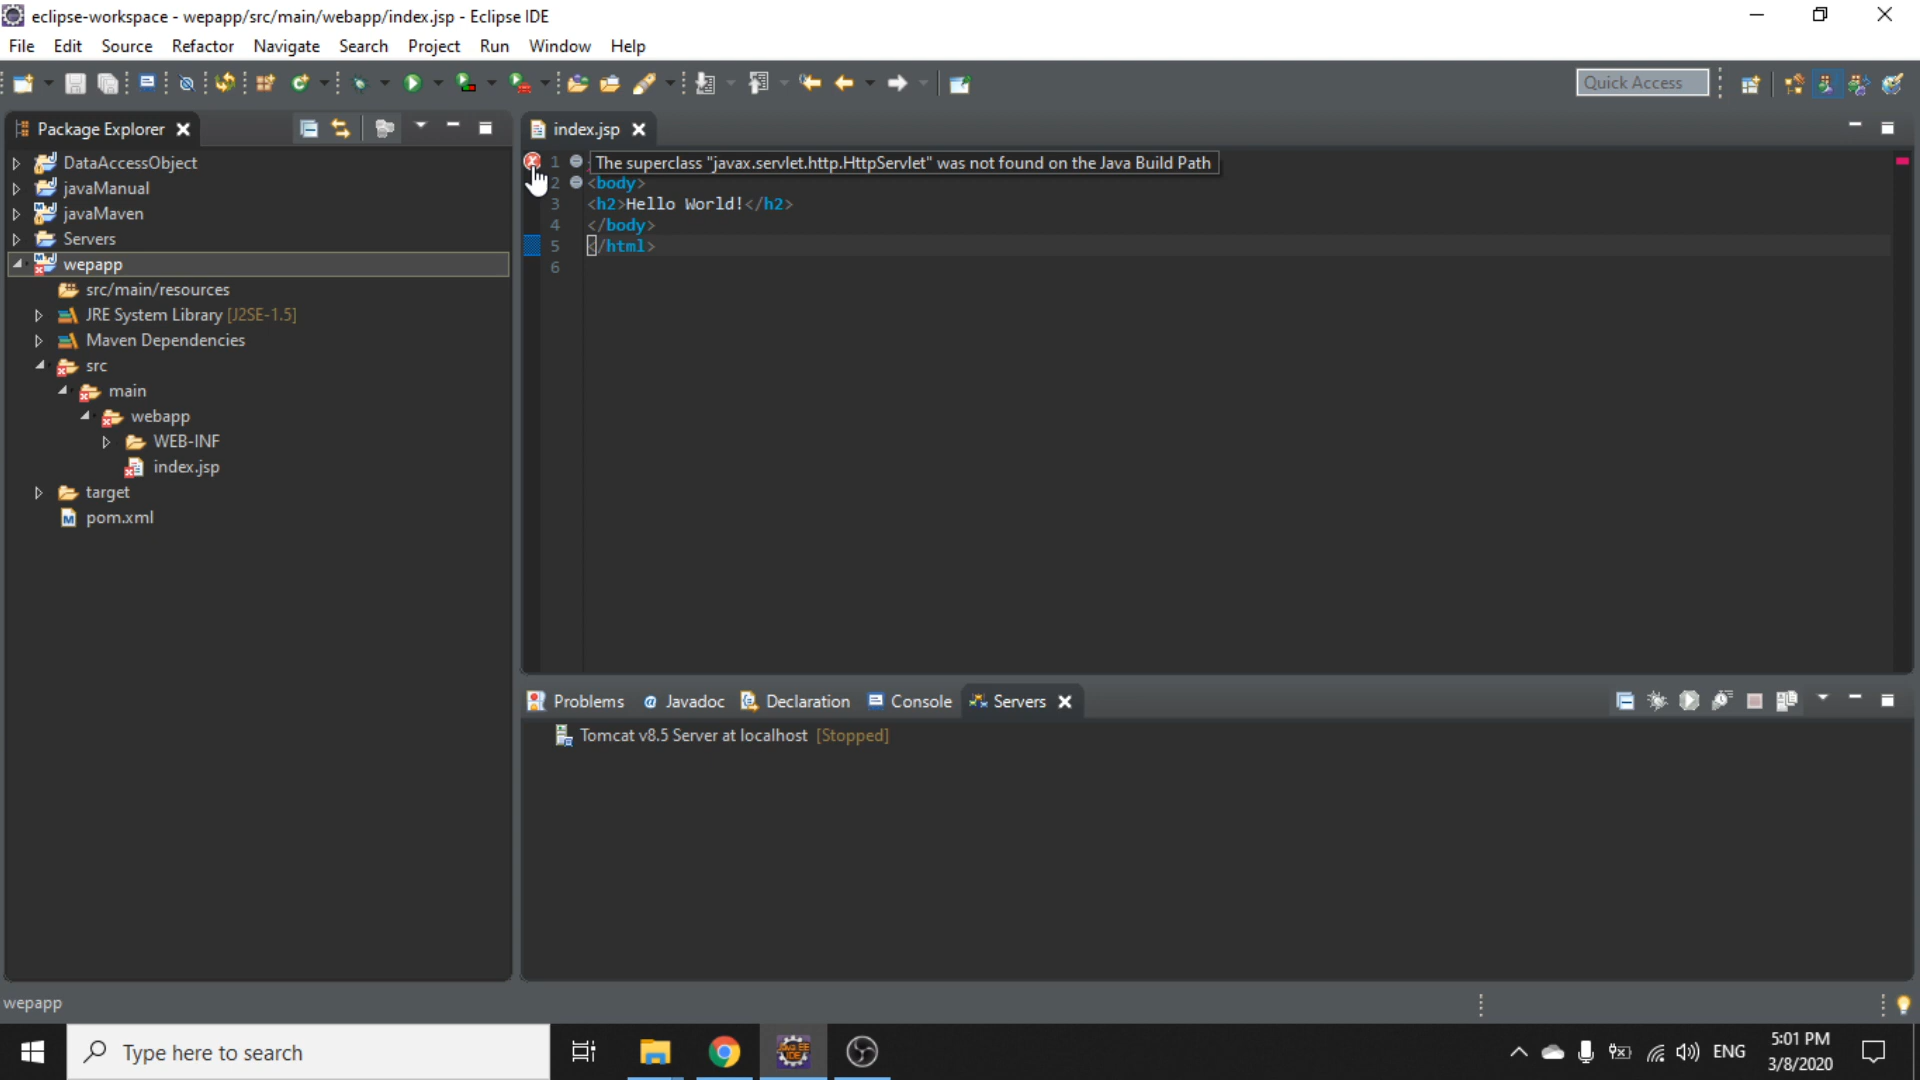 eclipse-workspace - wepapp/src/main/webapp/index.jsp - Eclipse IDE
File Edit Source Refactor Navigate Search Project Run Window Help
Quick Access
Package Explorer
index.jsp
DataAccessObject
javaManual
javaMaven
Servers
wepapp
src/main/resources
JRE System Library [J2SE-1.5]
Maven Dependencies
src
main
webapp
WEB-INF
index.jsp
target
pom.xml
1 The superclass "javax.servlet.http.HttpServlet" was not found on the Java Build Path
2 <body>
3 <h2>Hello World!</h2>
4 </body>
5 </html>
6
Problems Javadoc Declaration Console Servers
Tomcat v8.5 Server at localhost [Stopped]
wepapp
Type here to search
ENG
5:01 PM
3/8/2020